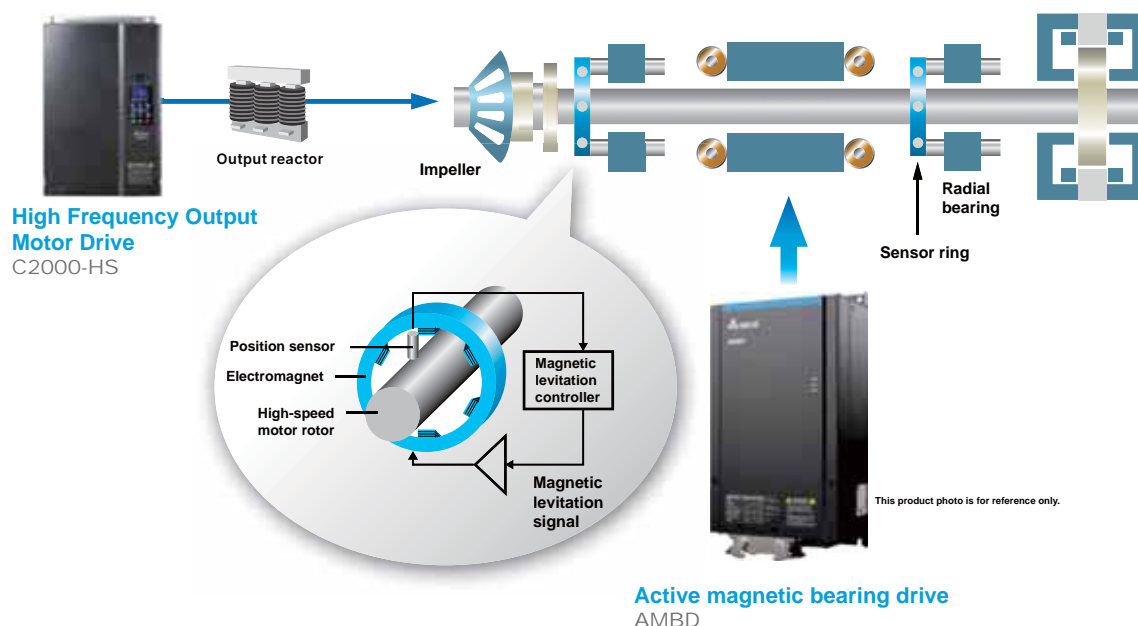 Output reactor
Impeller
Radial
bearing
Sensor ring
High Frequency Output
Motor Drive
C2000-HS
Position sensor
Electromagnet
High-speed
motor rotor
Magnetic
levitation
controller
Magnetic
levitation
signal
This product photo is for reference only.
Active magnetic bearing drive
AMBD